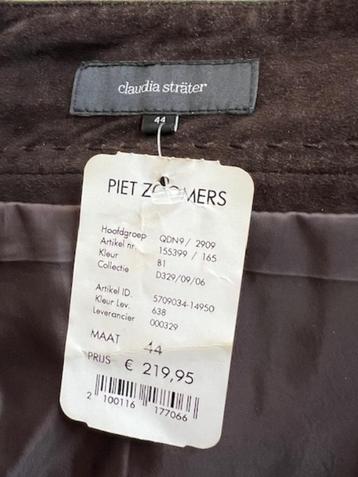 claudia sträter
44
PIET ZOOMERS
Hoofdgroep QDN9/ 2909
Artikel nr. 155399 / 165
Kleur 81
Collectie D329/09/06
Artikel ID. 5709034-14950
Kleur Lev. 638
Leverancier 000329
MAAT 44
PRIJS € 219,95
2 100116 177066